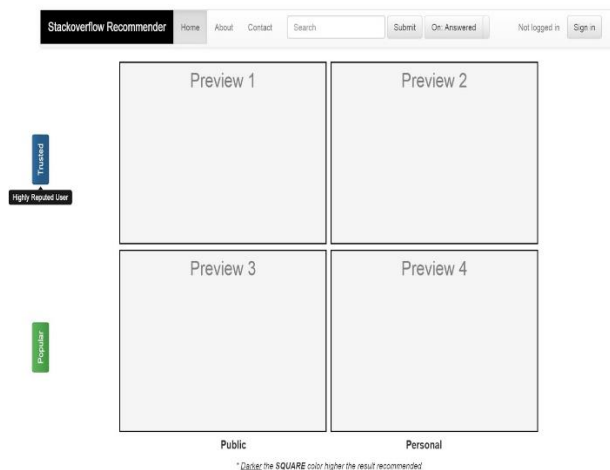 Stackoverflow Recommender Home About Contact Search Submit On: Answered Not logged in Sign in
Preview 1 Preview 2
Trusted
Highly Reputed User
Preview 3 Preview 4
Popular
Public Personal
* Darker the SQUARE color higher the result recommended